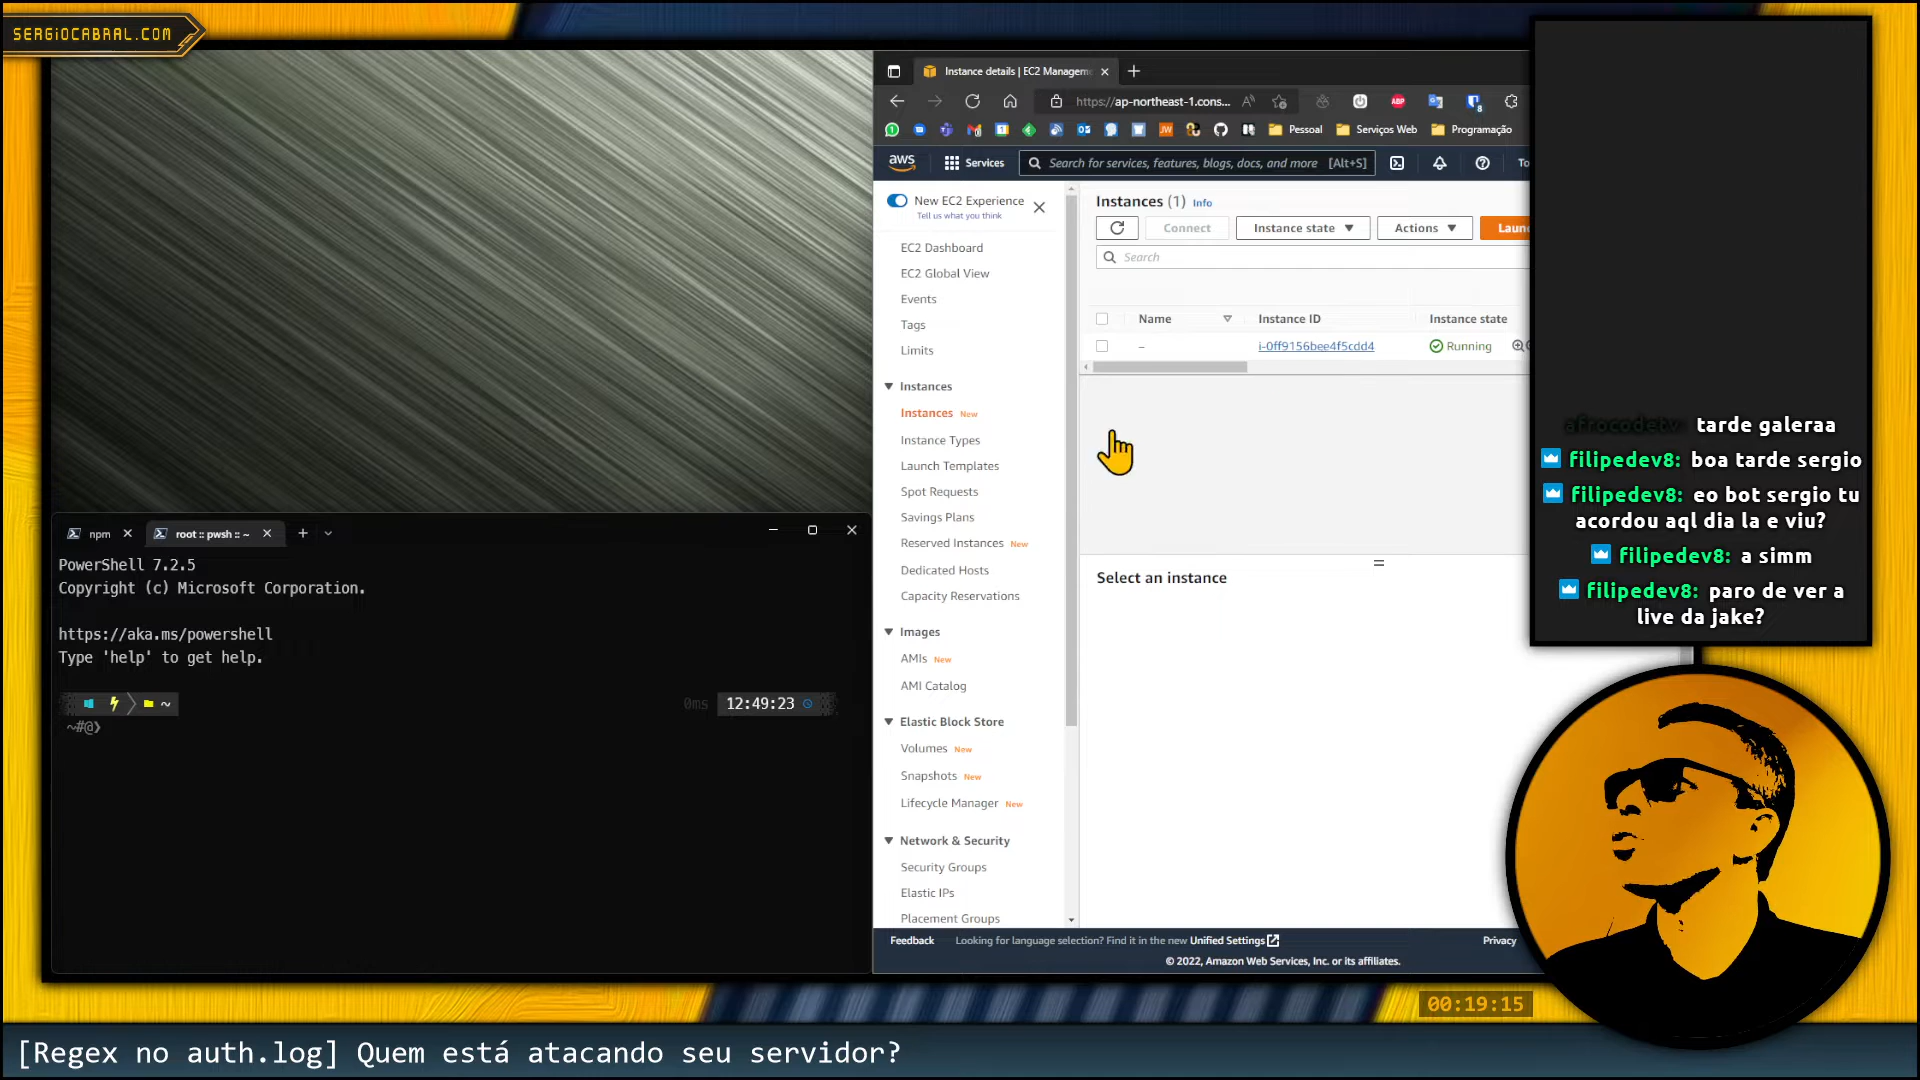 SERGIOCABRAL.COM
npm
root :: pwsh :: ~
PowerShell 7.2.5
Copyright (c) Microsoft Corporation.
https://aka.ms/powershell
Type 'help' to get help.
~
0ms
12:49:23
~#@❯
Instance details | EC2 Managem
https://ap-northeast-1.cons...
Pessoal
Serviços Web
Programação
aws
Services
Search for services, features, blogs, docs, and more
[Alt+S]
To
New EC2 Experience
Tell us what you think
EC2 Dashboard
EC2 Global View
Events
Tags
Limits
Instances
Instances New
Instance Types
Launch Templates
Spot Requests
Savings Plans
Reserved Instances New
Dedicated Hosts
Capacity Reservations
Images
AMIs New
AMI Catalog
Elastic Block Store
Volumes New
Snapshots New
Lifecycle Manager New
Network & Security
Security Groups
Elastic IPs
Placement Groups
Instances (1) Info
Connect
Instance state
Actions
Laun
Search
Name
Instance ID
Instance state
–
i-0ff9156bee4f5cdd4
Running
Select an instance
Feedback
Looking for language selection? Find it in the new Unified Settings
Privacy
© 2022, Amazon Web Services, Inc. or its affiliates.
afrocodetv: tarde galeraa
filipedev8: boa tarde sergio
filipedev8: eo bot sergio tu
acordou aql dia la e viu?
filipedev8: a simm
filipedev8: paro de ver a
live da jake?
00:19:15
[Regex no auth.log] Quem está atacando seu servidor?